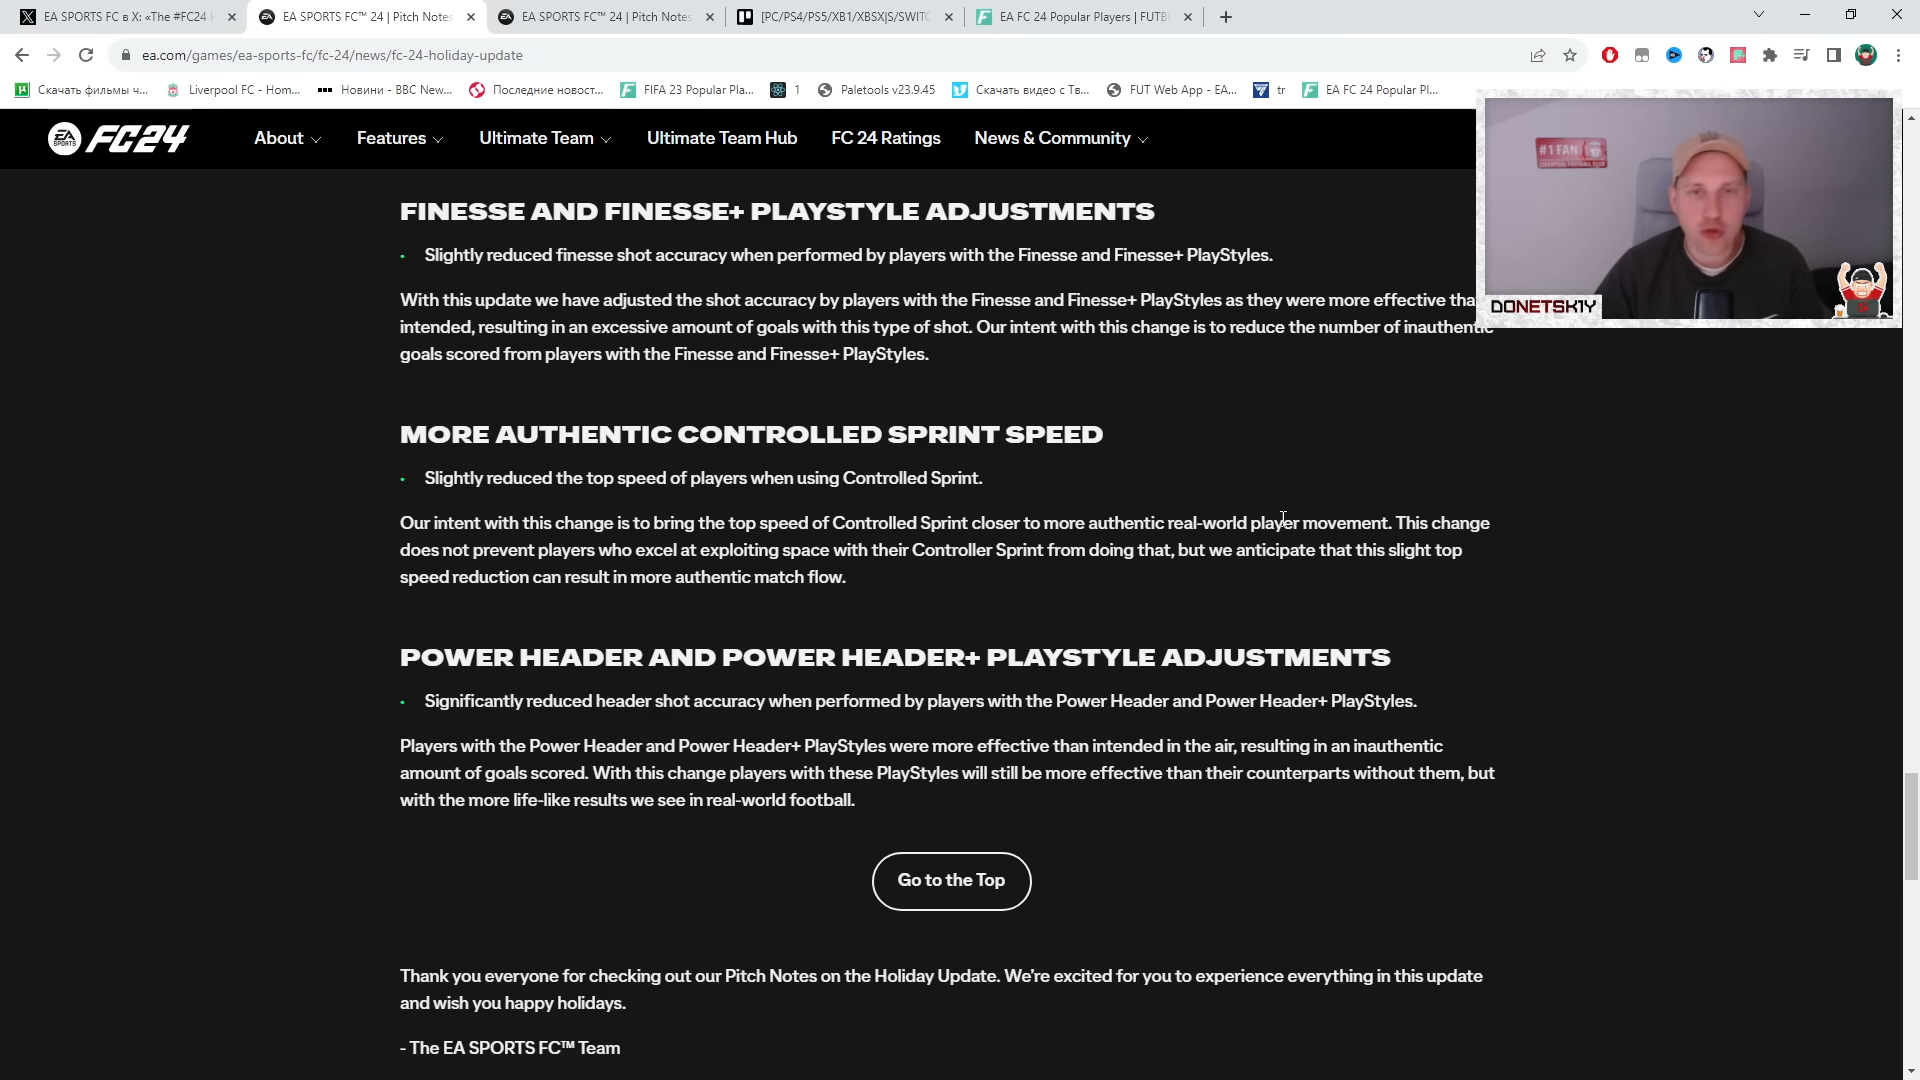 EA SPORTS FC в X: «The #FC24 H
EA SPORTS FC™ 24 | Pitch Notes
EA SPORTS FC™ 24 | Pitch Notes
[PC/PS4/PS5/XB1/XBSX|S/SWITC
EA FC 24 Popular Players | FUTB
ea.com/games/ea-sports-fc/fc-24/news/fc-24-holiday-update
Скачать фильмы ч...
Liverpool FC - Hom...
Новини - BBC New...
Последние новост...
FIFA 23 Popular Pla...
1
Paletools v23.9.45
Скачать видео с Тв...
FUT Web App - EA...
tr
EA FC 24 Popular Pl...
EA SPORTS FC24
About
Features
Ultimate Team
Ultimate Team Hub
FC 24 Ratings
News & Community
#1 FAN
LIVERPOOL FOOTBALL CLUB
DONETSK1Y
FINESSE AND FINESSE+ PLAYSTYLE ADJUSTMENTS
• Slightly reduced finesse shot accuracy when performed by players with the Finesse and Finesse+ PlayStyles.
With this update we have adjusted the shot accuracy by players with the Finesse and Finesse+ PlayStyles as they were more effective tha
intended, resulting in an excessive amount of goals with this type of shot. Our intent with this change is to reduce the number of inauthentic
goals scored from players with the Finesse and Finesse+ PlayStyles.
MORE AUTHENTIC CONTROLLED SPRINT SPEED
• Slightly reduced the top speed of players when using Controlled Sprint.
Our intent with this change is to bring the top speed of Controlled Sprint closer to more authentic real-world player movement. This change
does not prevent players who excel at exploiting space with their Controller Sprint from doing that, but we anticipate that this slight top
speed reduction can result in more authentic match flow.
POWER HEADER AND POWER HEADER+ PLAYSTYLE ADJUSTMENTS
• Significantly reduced header shot accuracy when performed by players with the Power Header and Power Header+ PlayStyles.
Players with the Power Header and Power Header+ PlayStyles were more effective than intended in the air, resulting in an inauthentic
amount of goals scored. With this change players with these PlayStyles will still be more effective than their counterparts without them, but
with the more life-like results we see in real-world football.
Go to the Top
Thank you everyone for checking out our Pitch Notes on the Holiday Update. We're excited for you to experience everything in this update
and wish you happy holidays.
- The EA SPORTS FC™ Team